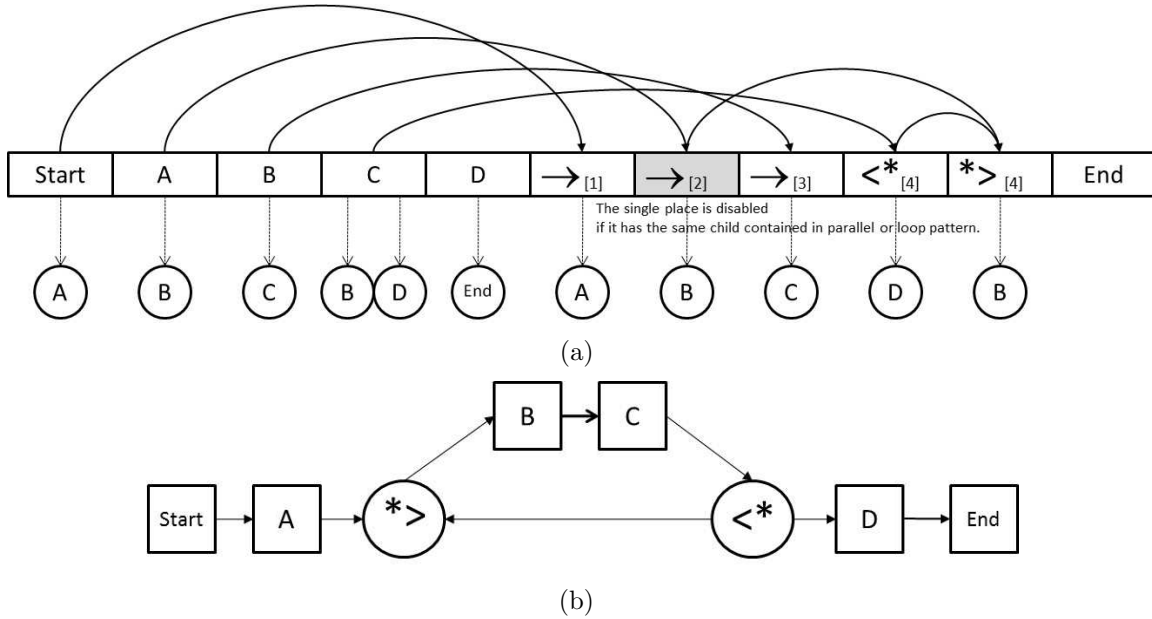 Start A B C D →[1] →[2] →[3] <*[4] *>[4] End
The single place is disabled
if it has the same child contained in parallel or loop pattern.
A B C B D End A B C D B
(a)
B C
Start A *> <* D End
(b)